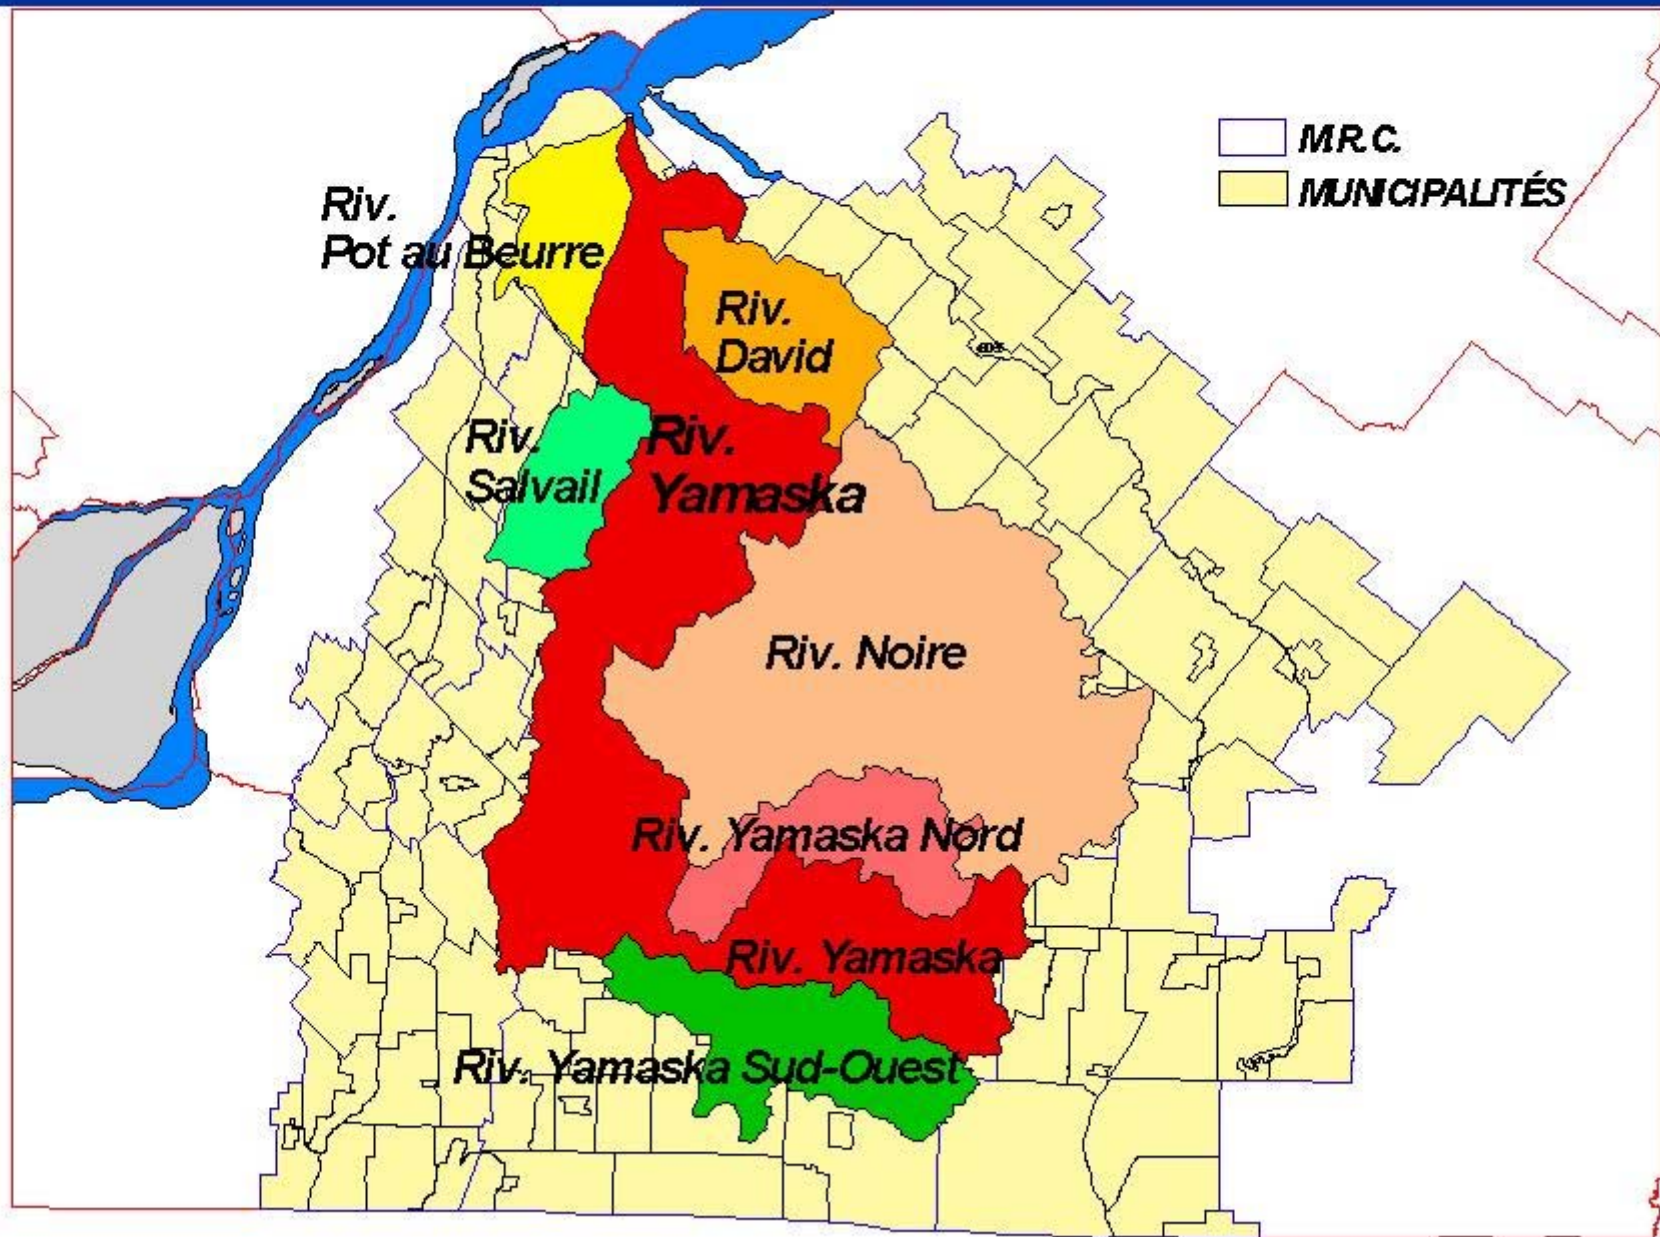 M.R.C.
MUNICIPALITÉS
Riv.
Pot au Beurre
Riv.
David
Riv.
Salvail
Riv.
Yamaska
Riv. Noire
Riv. Yamaska Nord
Riv. Yamaska
Riv. Yamaska Sud-Ouest